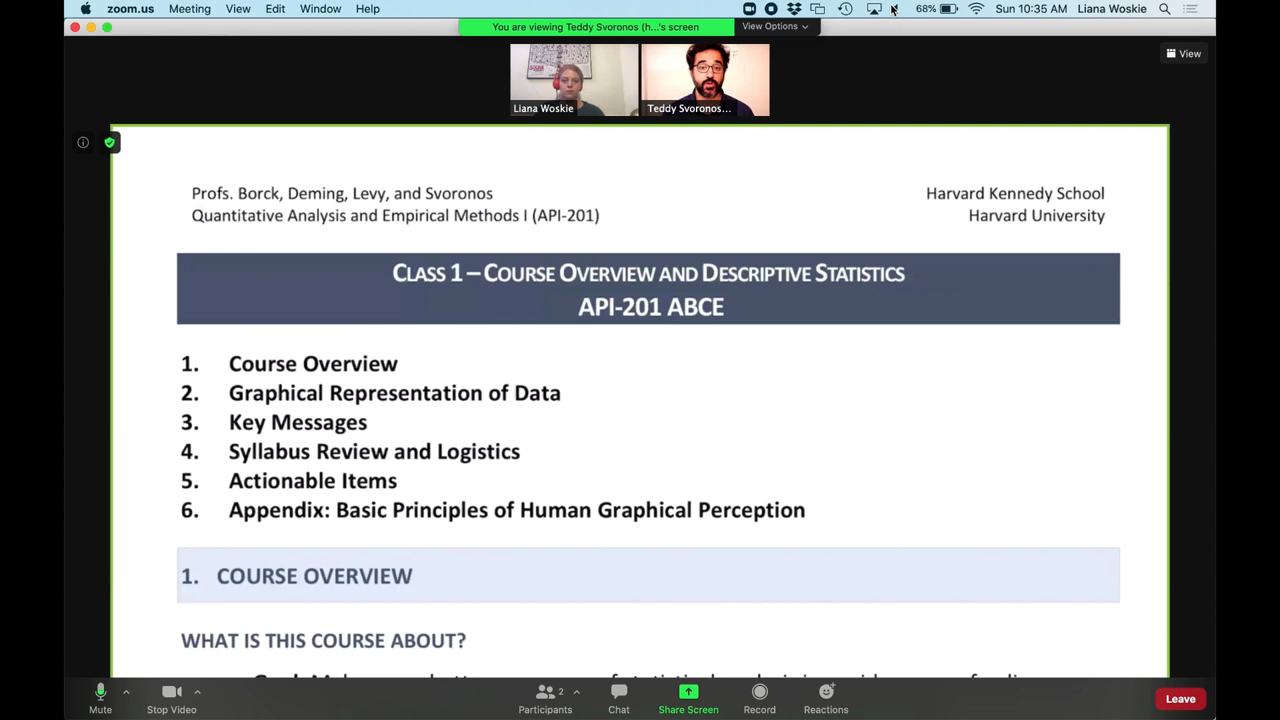 zoom.us Meeting View Edit Window Help 68% Sun 10:35 AM Liana Woskie
You are viewing Teddy Svoronos (h...'s screen View Options
View
Liana Woskie Teddy Svoronos...
Profs. Borck, Deming, Levy, and Svoronos Harvard Kennedy School
Quantitative Analysis and Empirical Methods I (API-201) Harvard University
CLASS 1 – COURSE OVERVIEW AND DESCRIPTIVE STATISTICS
API-201 ABCE
1. Course Overview
2. Graphical Representation of Data
3. Key Messages
4. Syllabus Review and Logistics
5. Actionable Items
6. Appendix: Basic Principles of Human Graphical Perception
1. COURSE OVERVIEW
WHAT IS THIS COURSE ABOUT?
2
Mute Stop Video Participants Chat Share Screen Record Reactions Leave